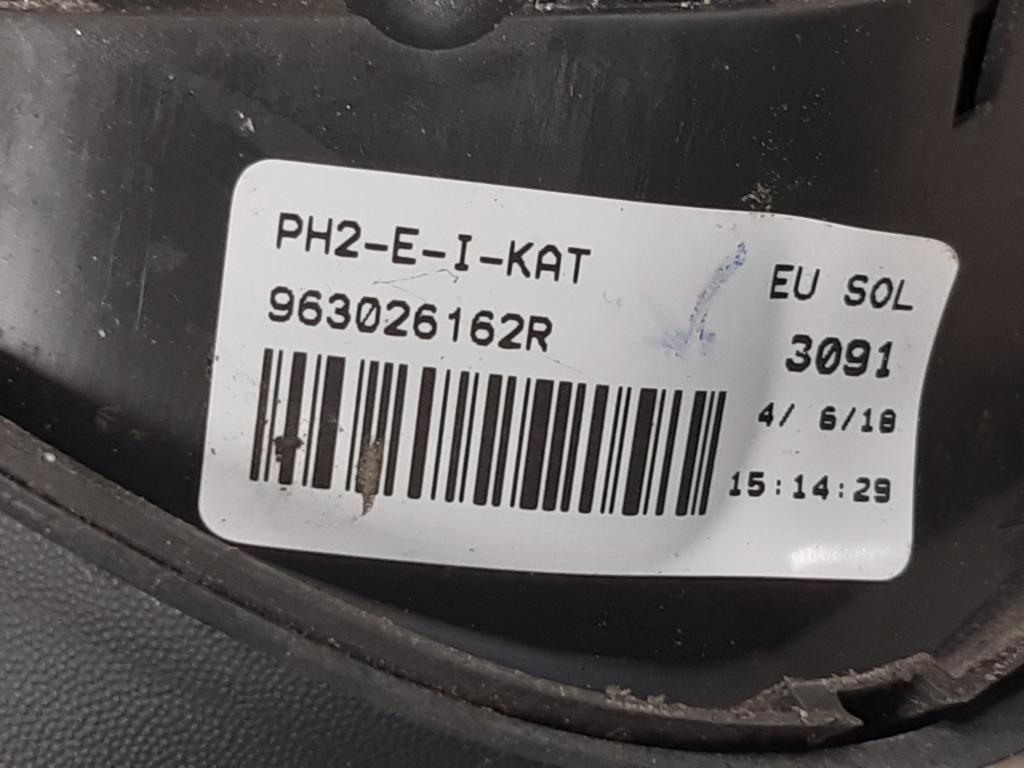 PH2-E-I-KAT
963026162R
EU SOL
3091
4/ 6/18
15:14:29